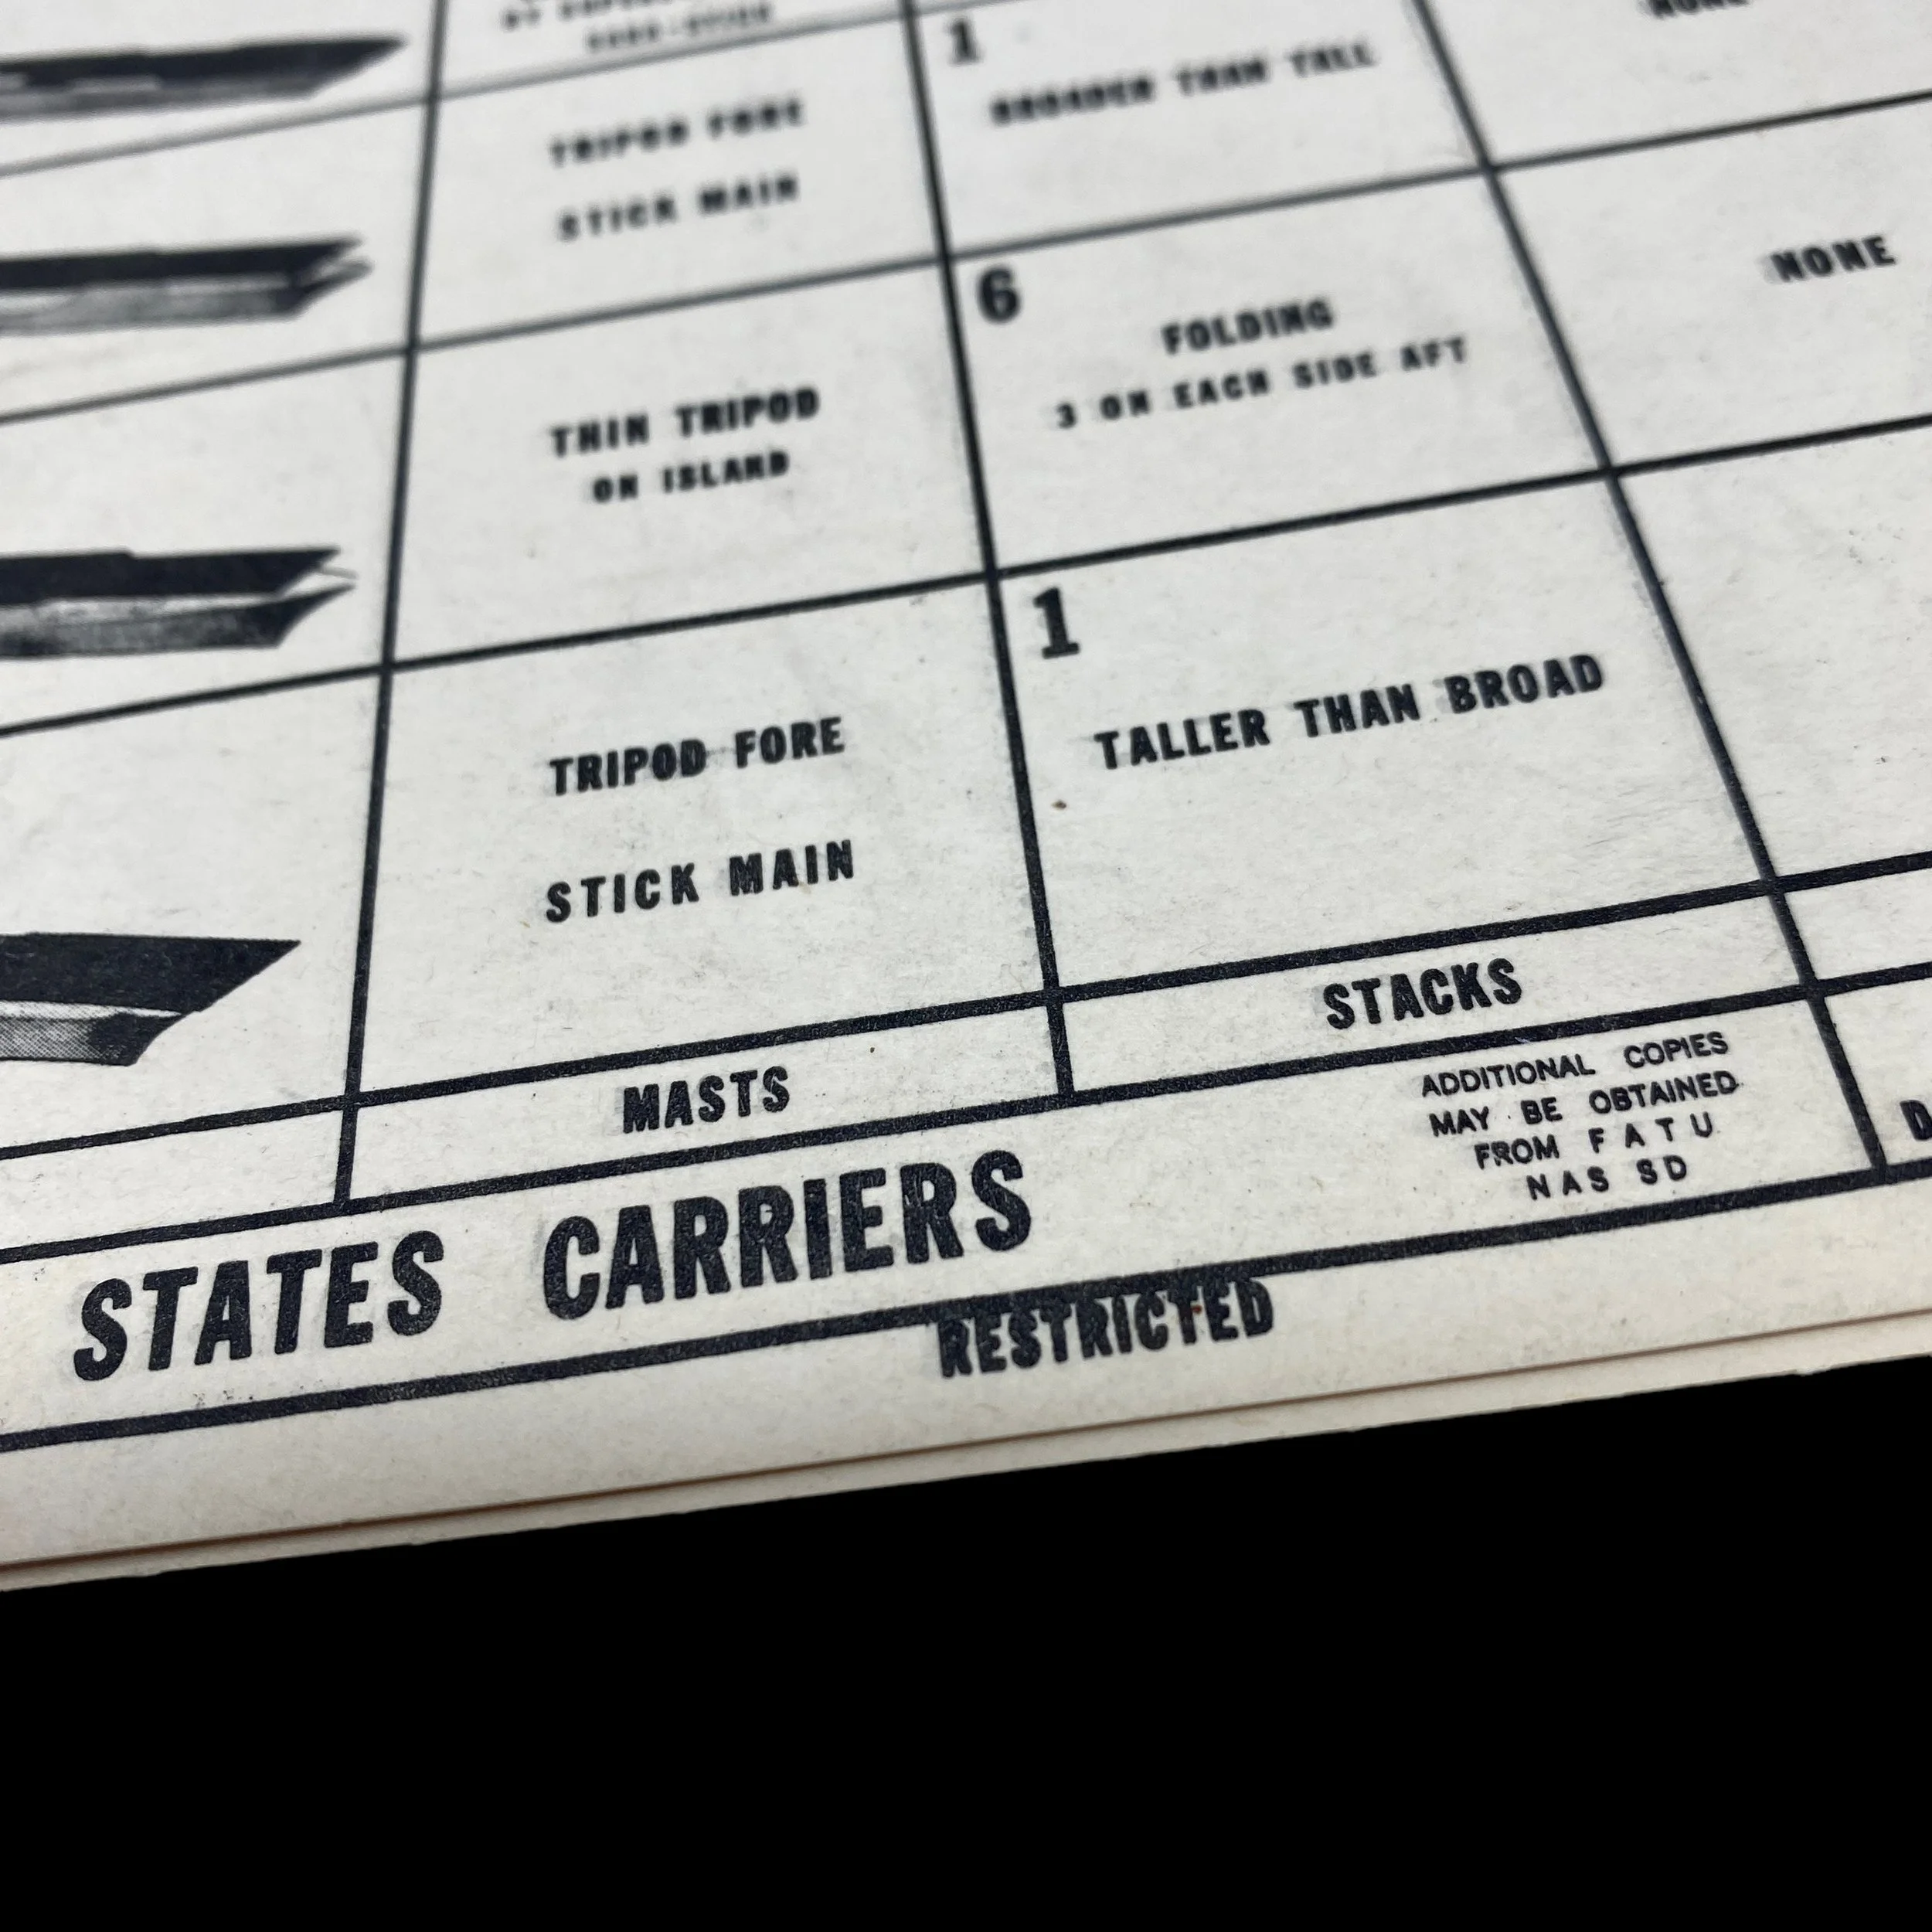 TRIPOD FORE
STICK MAIN
1
BROADER THAN TALL
NONE
THIN TRIPOD
ON ISLAND
6
FOLDING
3 ON EACH SIDE AFT
NONE
TRIPOD FORE
STICK MAIN
1
TALLER THAN BROAD
MASTS
STACKS
STATES CARRIERS
ADDITIONAL COPIES
MAY BE OBTAINED
FROM F A T U
NAS SD
RESTRICTED